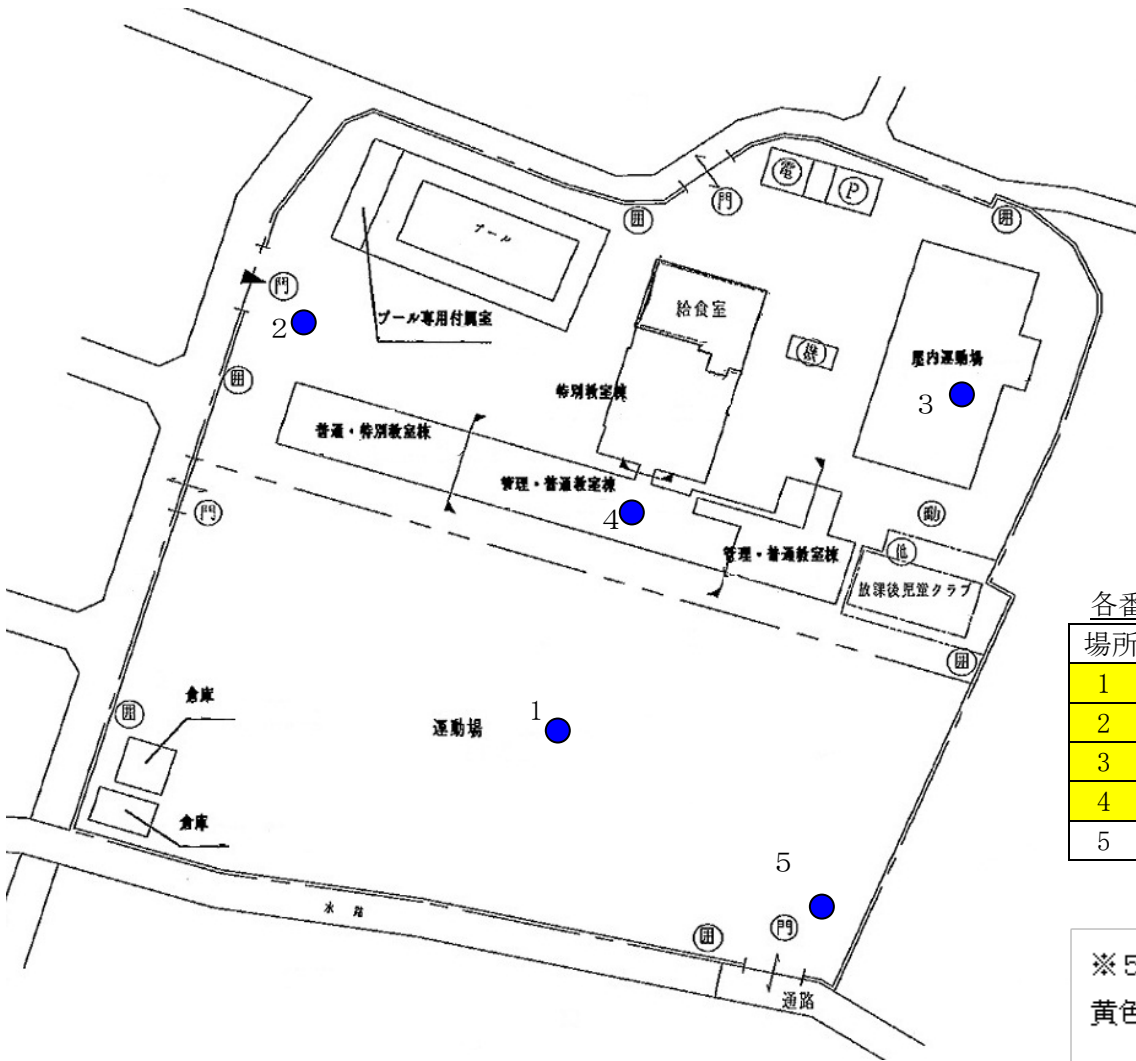 電
P
門
囲
囲
プール
門
給食室
2
プール専用付属室
囲
屋内運動場
特別教室棟
3
普通・特別教室棟
管理・普通教室棟
4
門
管理・普通教室棟
他
放課後児童クラブ
囲
各番
場所
1
2
3
4
5
倉庫
囲
1
運動場
倉庫
5
水路
囲
門
通路
※5
黄色